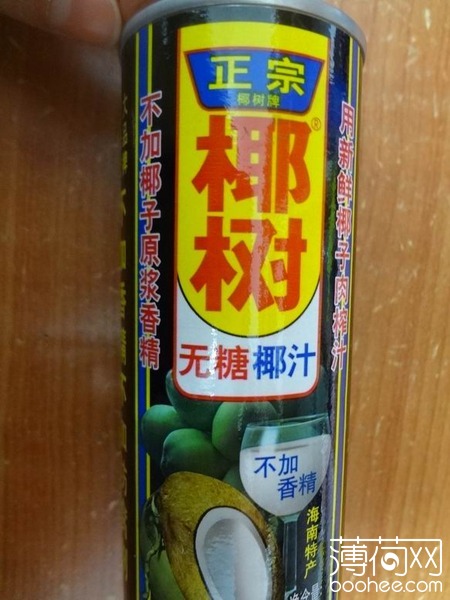 正宗
椰树牌
椰树
®
无糖椰汁
不加椰子原浆香精
用新鲜椰子肉榨汁
不加
香精
海南特产
薄荷网
boohee.com